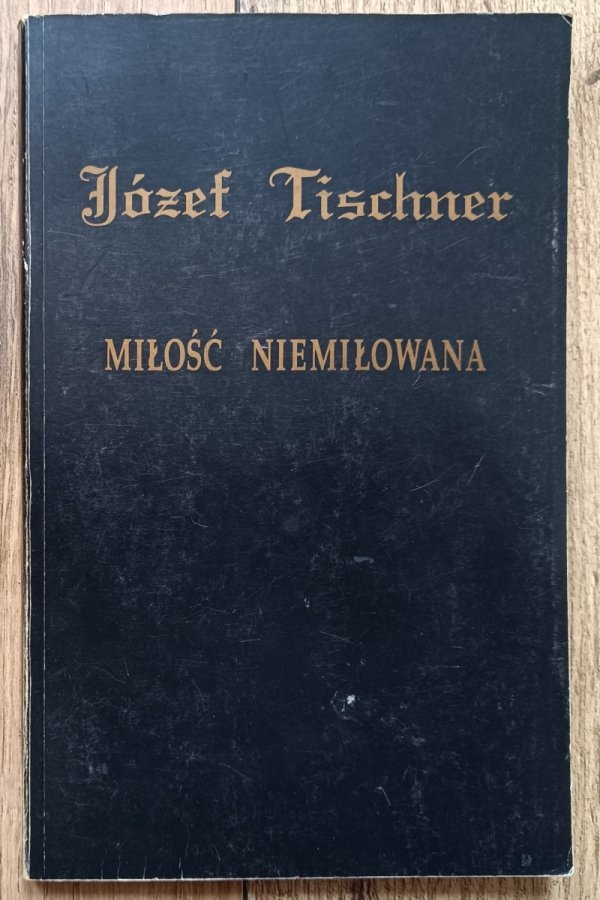 Józef Tischner
MIŁOŚĆ NIEMIŁOWANA